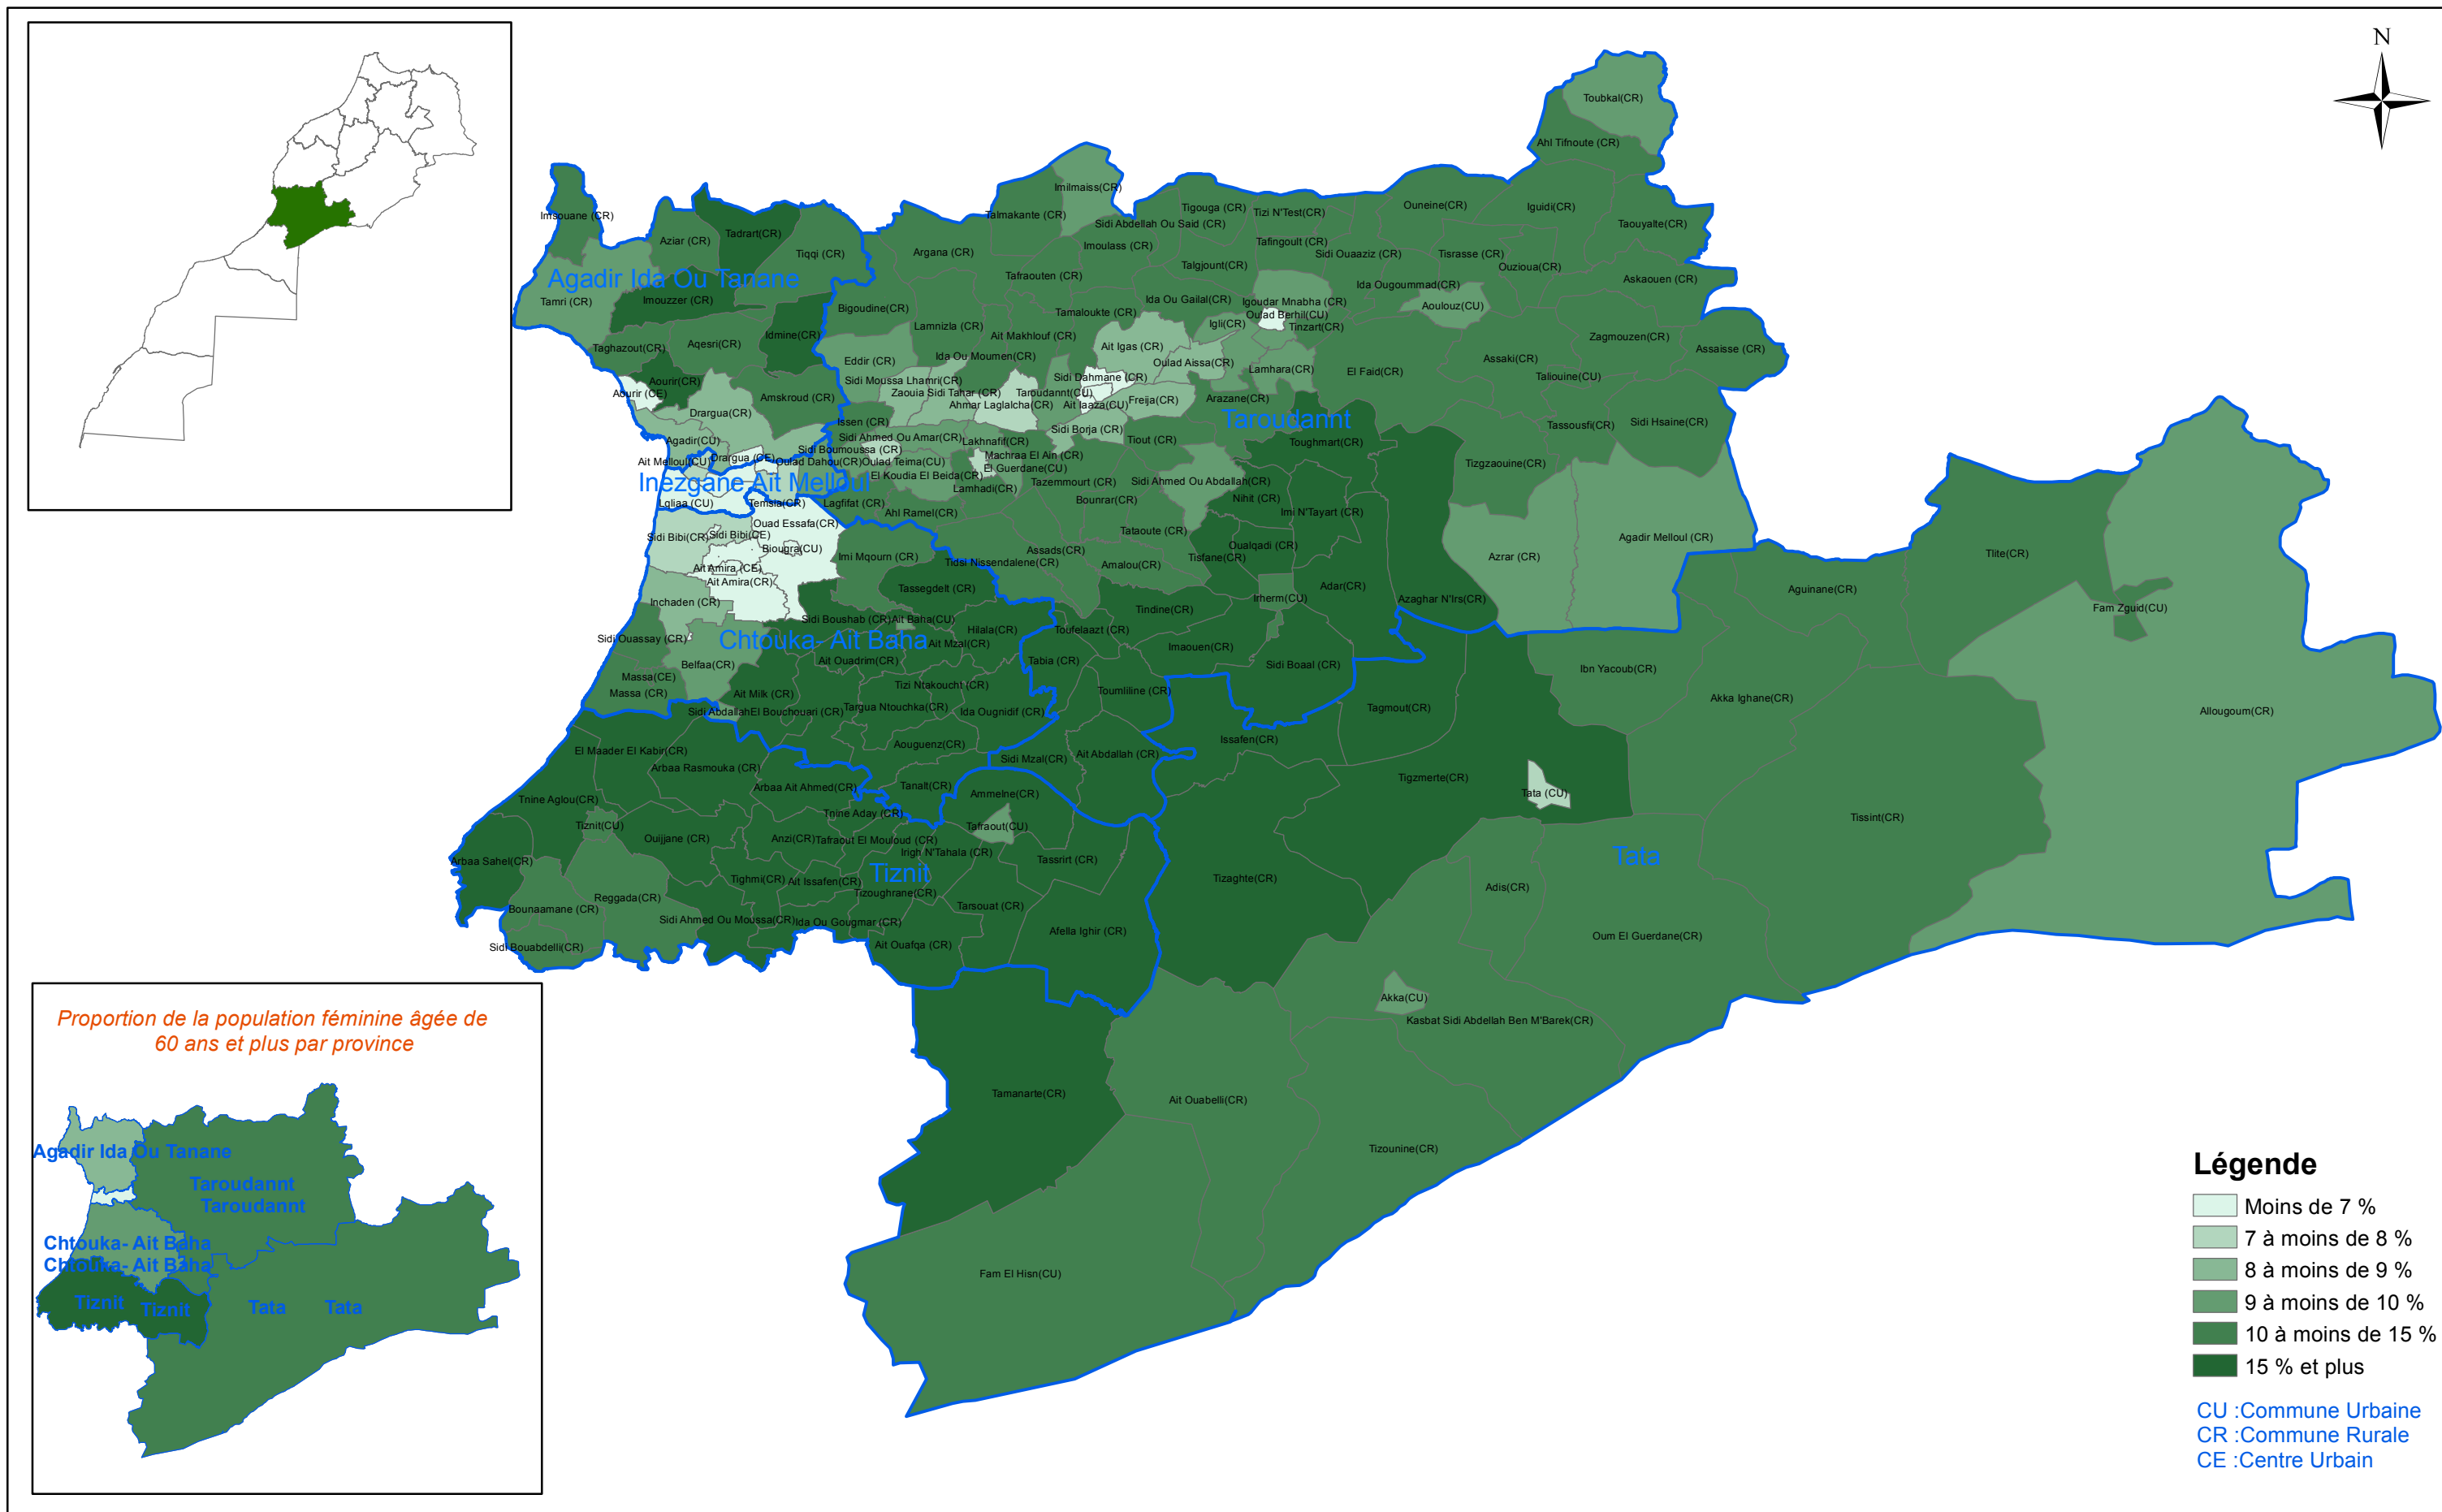 N
Toubkal(CR)
Ahl Tifnoute (CR)
Imilmaiss(CR)
Imsouane (CR)
Talmakante (CR)
Tigouga (CR)
Tizi N'Test(CR)
Ouneine(CR)
Iguidi(CR)
Sidi Abdellah Ou Said (CR)
Taouyalte(CR)
Aziar (CR)
Tadrart(CR)
Tiqqi (CR)
Argana (CR)
Imoulass (CR)
Tafingoult (CR)
Sidi Ouaaziz (CR)
Tisrasse (CR)
Ouzioua(CR)
Talgjount(CR)
Tafraouten (CR)
Askaouen (CR)
Agadir Ida Ou Tanane
Tamri (CR)
Imouzzer (CR)
Bigoudine(CR)
Ida Ou Gailal(CR)
Igoudar Mnabha (CR)
Ida Ougoummad(CR)
Aoulouz(CU)
Tamaloukte (CR)
Oulad Berhil(CU)
Igli(CR)
Tinzart(CR)
Lamnizla (CR)
Ait Makhlouf (CR)
Idmine(CR)
Aqesri(CR)
Taghazout(CR)
Ait Igas (CR)
Zagmouzen(CR)
Assaisse (CR)
Eddir (CR)
Ida Ou Moumen(CR)
Oulad Aissa(CR)
Lamhara(CR)
El Faid(CR)
Assaki(CR)
Taliouine(CU)
Aourir(CR)
Aourir (CE)
Sidi Moussa Lhamri(CR)
Sidi Dahmane (CR)
Zaouia Sidi Tahar (CR)
Taroudannt(CU)
Amskroud (CR)
Ahmar Laglalcha(CR)
Ait Iaaza(CU)
Freija(CR)
Arazane(CR)
Drargua(CR)
Issen (CR)
Taroudannt
Tassousfi(CR)
Sidi Hsaine(CR)
Sidi Borja (CR)
Tiout (CR)
Toughmart(CR)
Agadir(CU)
Sidi Ahmed Ou Amar(CR)
Lakhnafif(CR)
Sidi Boumoussa (CR)
Machraa El Ain (CR)
Drargua (CE)
Ait Melloul(CU)
Oulad Dahou(CR)
Oulad Teima(CU)
El Guerdane(CU)
Tizgzaouine(CR)
El Koudia El Beida(CR)
Inezgane Ait Melloul
Lamhadi(CR)
Tazemmourt (CR)
Sidi Ahmed Ou Abdallah(CR)
Lqliaa (CU)
Temsia(CR)
Lagfifat (CR)
Ahl Ramel(CR)
Bounrar(CR)
Nihit (CR)
Imi N'Tayart (CR)
Ouad Essafa(CR)
Sidi Bibi(CR)
Sidi Bibi(CE)
Biougra(CU)
Tataoute (CR)
Oualqadi (CR)
Agadir Melloul (CR)
Azrar (CR)
Tlite(CR)
Imi Mqourn (CR)
Assads(CR)
Tisfane(CR)
Tidsi Nissendalene(CR)
Amalou(CR)
Ait Amira (CE)
Ait Amira(CR)
Tassegdelt (CR)
Adar(CR)
Aguinane(CR)
Inchaden (CR)
Irherm(CU)
Azaghar N'Irs(CR)
Tindine(CR)
Fam Zguid(CU)
Sidi Boushab (CR)
Ait Baha(CU)
Hilala(CR)
Toufelaazt (CR)
Sidi Ouassay (CR)
Chtouka- Ait Baha
Ait Mzal(CR)
Imaouen(CR)
Belfaa(CR)
Ait Ouadrim(CR)
Tabia (CR)
Sidi Boaal (CR)
Ibn Yacoub(CR)
Massa(CE)
Massa (CR)
Ait Milk (CR)
Tizi Ntakoucht (CR)
Toumliline (CR)
Akka Ighane(CR)
Sidi Abdallah El Bouchouari (CR)
Targua Ntouchka(CR)
Ida Ougnidif (CR)
Tagmout(CR)
Allougoum(CR)
Issafen(CR)
El Maader El Kabir(CR)
Aouguenz(CR)
Sidi Mzal(CR)
Ait Abdallah (CR)
Arbaa Rasmouka (CR)
Arbaa Ait Ahmed(CR)
Tanalt(CR)
Ammelne(CR)
Tigzmerte(CR)
Tata (CU)
Tnine Aglou(CR)
Tnine Aday (CR)
Tiznit(CU)
Tafraout(CU)
Tissint(CR)
Ouijjane (CR)
Anzi(CR)
Tafraout El Mouloud (CR)
Irigh N'Tahala (CR)
Arbaa Sahel(CR)
Tassrirt (CR)
Tata
Tiznit
Tighmi(CR)
Ait Issafen(CR)
Tizaghte(CR)
Adis(CR)
Reggada(CR)
Tizoughrane(CR)
Bounaamane (CR)
Tarsouat (CR)
Sidi Ahmed Ou Moussa(CR)
Ida Ou Gougmar (CR)
Afella Ighir (CR)
Oum El Guerdane(CR)
Sidi Bouabdelli(CR)
Ait Ouafqa (CR)
Akka(CU)
Kasbat Sidi Abdellah Ben M'Barek(CR)
Tamanarte(CR)
Ait Ouabelli(CR)
Tizounine(CR)
Fam El Hisn(CU)
Proportion de la population féminine âgée de
60 ans et plus par province
Agadir Ida Ou Tanane
Taroudannt
Taroudannt
Chtouka- Ait Baha
Chtouka- Ait Baha
Tiznit
Tiznit
Tata
Tata
Légende
Moins de 7 %
7 à moins de 8 %
8 à moins de 9 %
9 à moins de 10 %
10 à moins de 15 %
15 % et plus
CU :Commune Urbaine
CR :Commune Rurale
CE :Centre Urbain